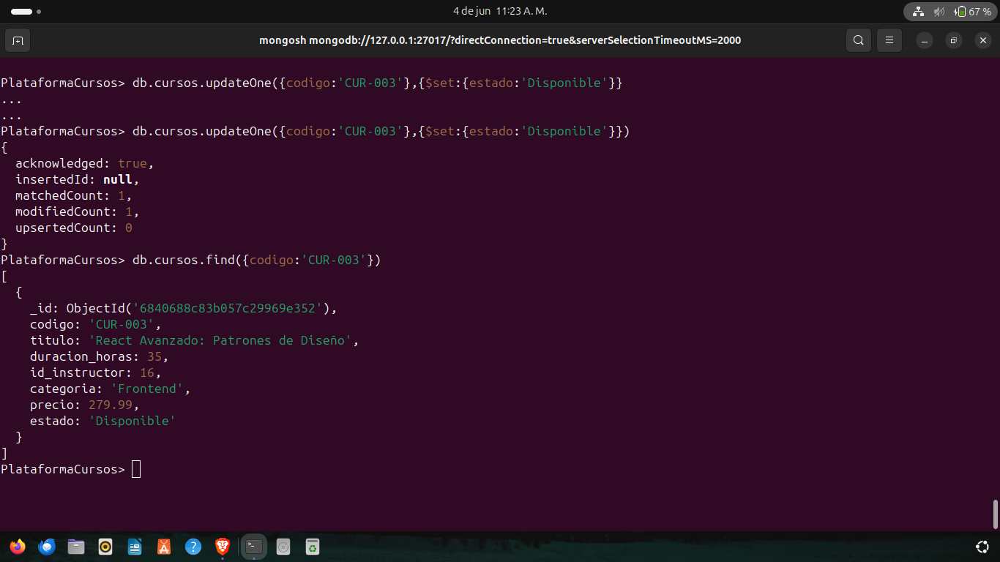 4 de jun 11:23 A. M.
67 %
mongosh mongodb://127.0.0.1:27017/?directConnection=true&serverSelectionTimeoutMS=2000
PlataformaCursos> db.cursos.updateOne({codigo:'CUR-003'},{$set:{estado:'Disponible'}}
...
...
PlataformaCursos> db.cursos.updateOne({codigo:'CUR-003'},{$set:{estado:'Disponible'}})
{
  acknowledged: true,
  insertedId: null,
  matchedCount: 1,
  modifiedCount: 1,
  upsertedCount: 0
}
PlataformaCursos> db.cursos.find({codigo:'CUR-003'})
[
  {
    _id: ObjectId('6840688c83b057c29969e352'),
    codigo: 'CUR-003',
    titulo: 'React Avanzado: Patrones de Diseño',
    duracion_horas: 35,
    id_instructor: 16,
    categoria: 'Frontend',
    precio: 279.99,
    estado: 'Disponible'
  }
]
PlataformaCursos>